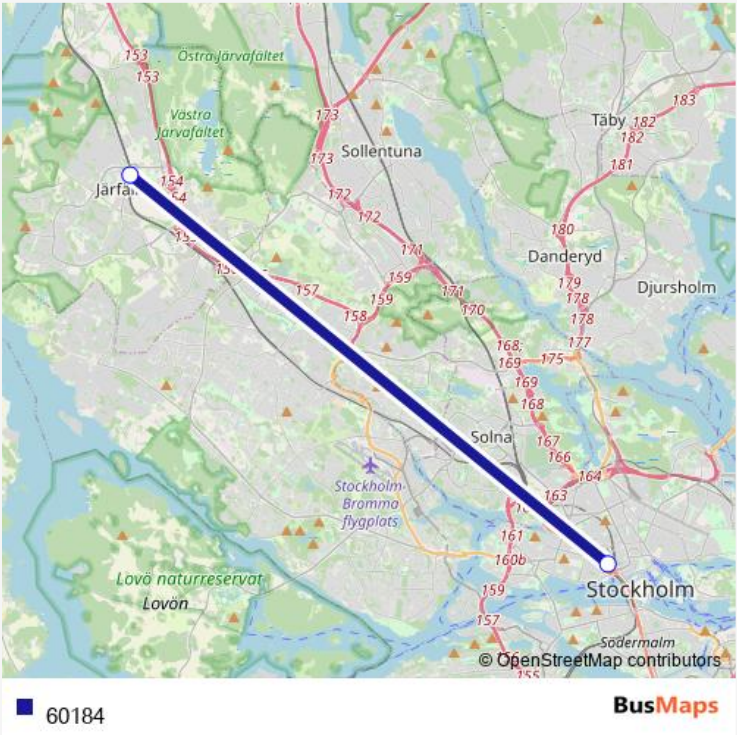 153
153
Östra Järvafältet
183
Västra
Järvafältet
173
Täby
182
182
Sollentuna
173
181
154
172
Järfäl
172
180
171
Danderyd
159
179
157
159
171
178
Djursholm
158
170
178
168;
169
175
177
169
168
Solna
167
166
164
163
Stockholm-
Bromma
flygplats
161
160b
Lovö naturreservat
Lovön
159
Stockholm
157
Södermalm
© OpenStreetMap contributors
155
60184
BusMaps